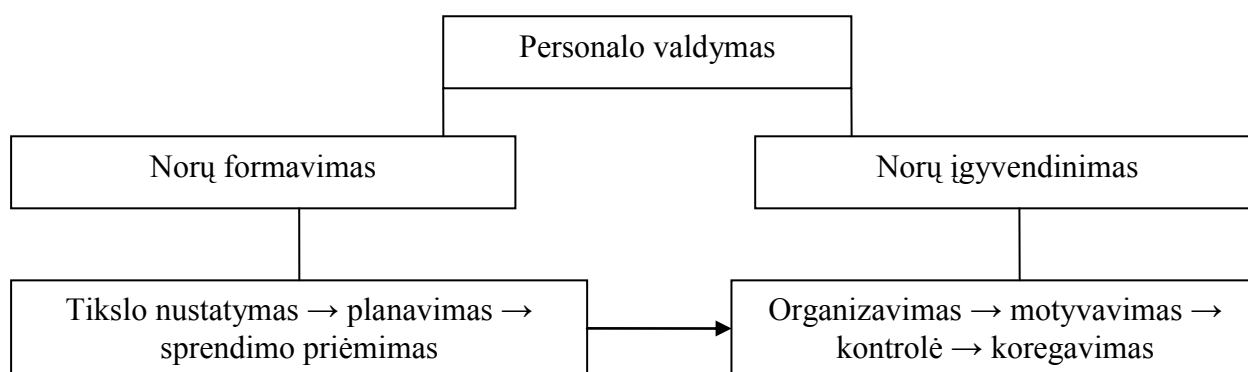 Personalo valdymas
Norų formavimas
Norų įgyvendinimas
Tikslo nustatymas → planavimas →
sprendimo priėmimas
Organizavimas → motyvavimas →
kontrolė → koregavimas